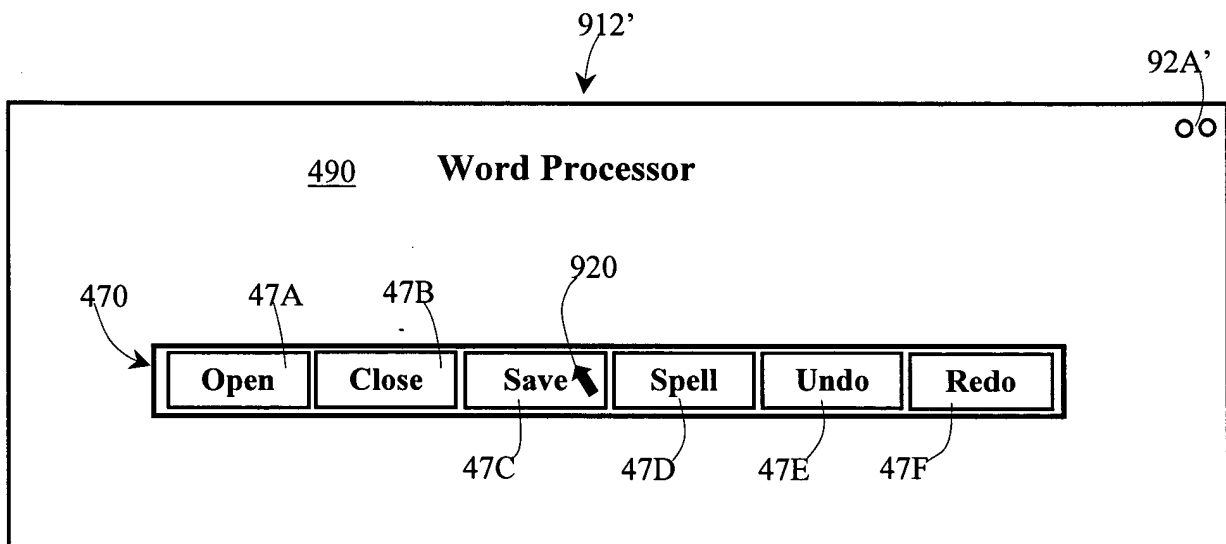 912’
92A’
490 Word Processor
920
470 47A 47B
Open Close Save Spell Undo Redo
47C 47D 47E 47F